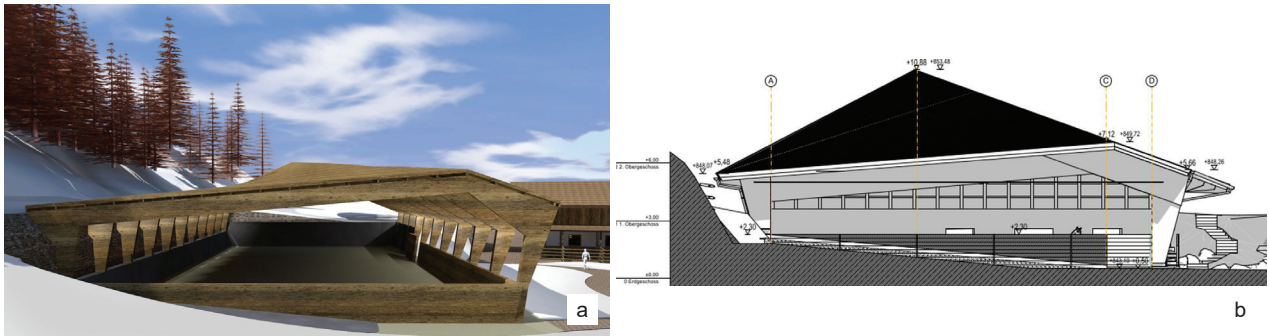 +10,88 +853,48
A
C
D
+7,12 +849,72
+6.00
2. Obergeschoss
+848,07 +5,48
+5,66 +848,26
+3.00
1. Obergeschoss
+2,30
+2,30
±0.00
0 Erdgeschoss
a
b